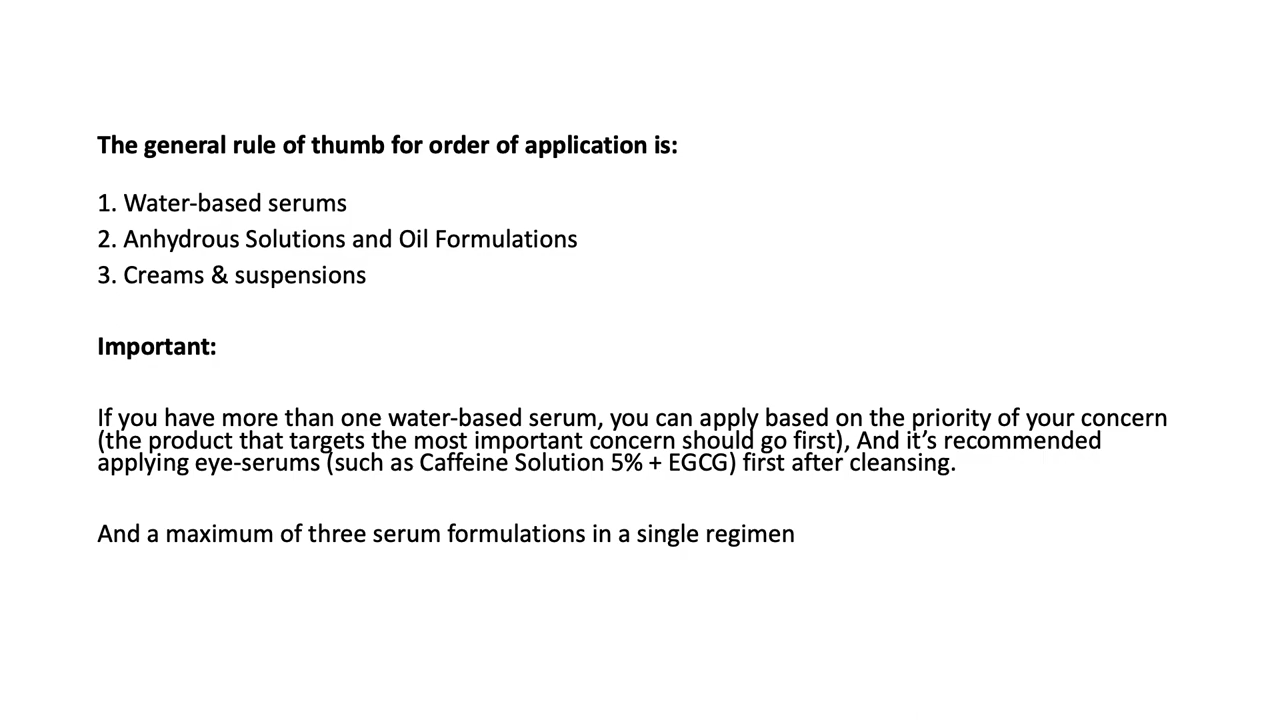 The general rule of thumb for order of application is:
1. Water-based serums
2. Anhydrous Solutions and Oil Formulations
3. Creams & suspensions
Important:
If you have more than one water-based serum, you can apply based on the priority of your concern
(the product that targets the most important concern should go first), And it’s recommended
applying eye-serums (such as Caffeine Solution 5% + EGCG) first after cleansing.
And a maximum of three serum formulations in a single regimen